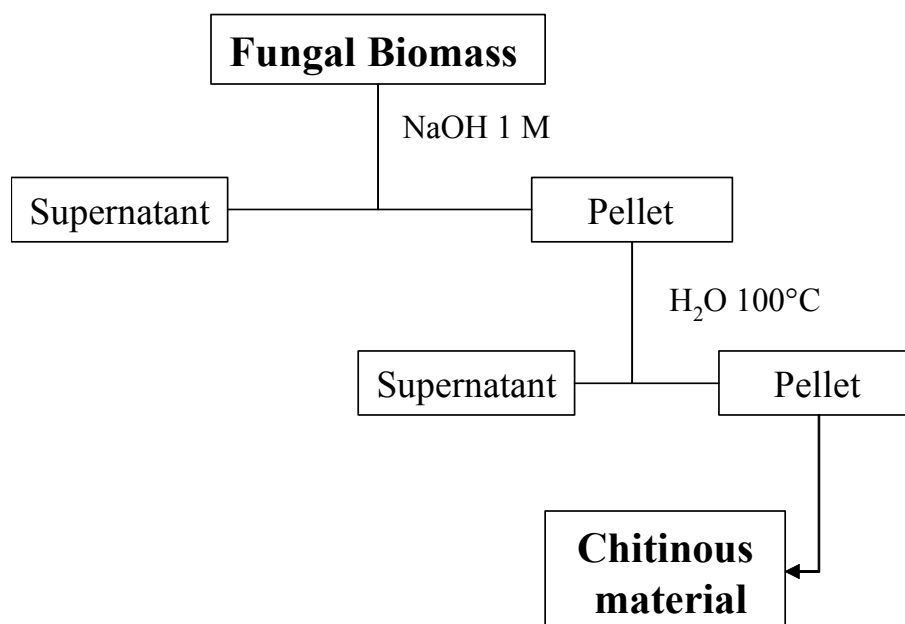 Fungal Biomass
NaOH 1 M
Supernatant
Pellet
H₂O 100°C
Supernatant
Pellet
Chitinous
material